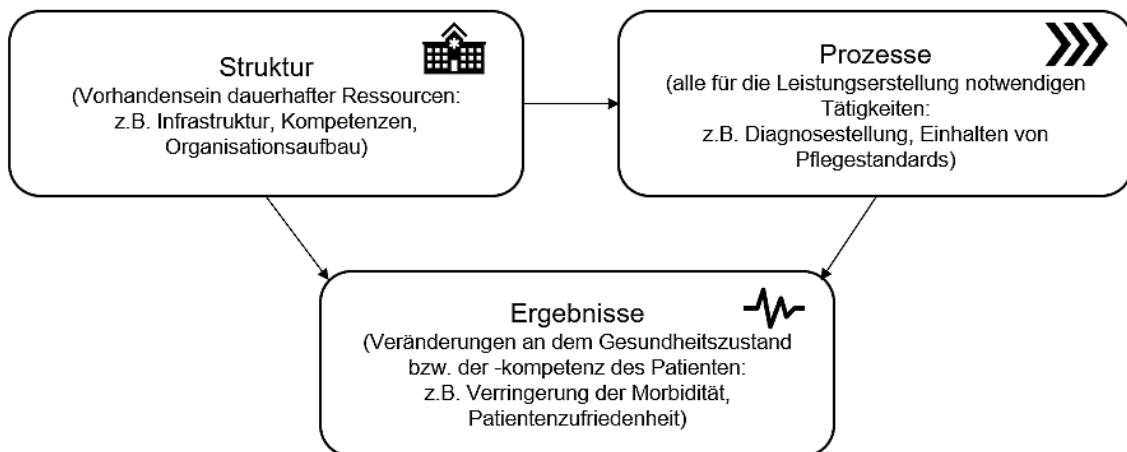 Struktur
(Vorhandensein dauerhafter Ressourcen:
z.B. Infrastruktur, Kompetenzen,
Organisationsaufbau)
Prozesse
(alle für die Leistungserstellung notwendigen
Tätigkeiten:
z.B. Diagnosestellung, Einhalten von
Pflegestandards)
Ergebnisse
(Veränderungen an dem Gesundheitszustand
bzw. der -kompetenz des Patienten:
z.B. Verringerung der Morbidität,
Patientenzufriedenheit)